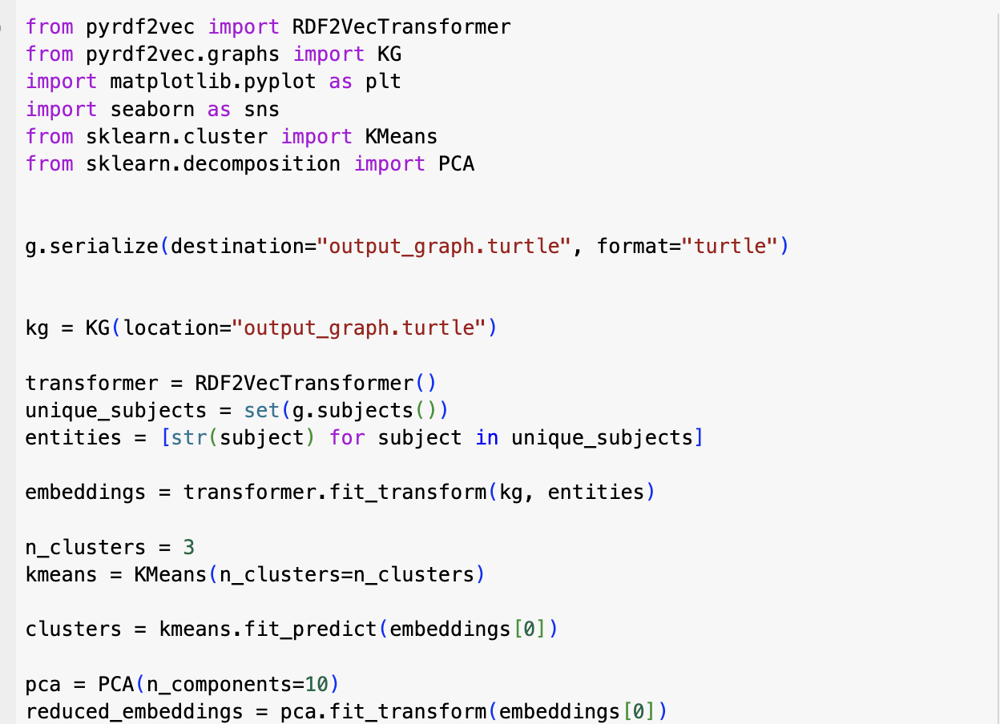 from pyrdf2vec import RDF2VecTransformer
from pyrdf2vec.graphs import KG
import matplotlib.pyplot as plt
import seaborn as sns
from sklearn.cluster import KMeans
from sklearn.decomposition import PCA
g.serialize(destination="output_graph.turtle", format="turtle")
kg = KG(location="output_graph.turtle")
transformer = RDF2VecTransformer()
unique_subjects = set(g.subjects())
entities = [str(subject) for subject in unique_subjects]
embeddings = transformer.fit_transform(kg, entities)
n_clusters = 3
kmeans = KMeans(n_clusters=n_clusters)
clusters = kmeans.fit_predict(embeddings[0])
pca = PCA(n_components=10)
reduced_embeddings = pca.fit_transform(embeddings[0])